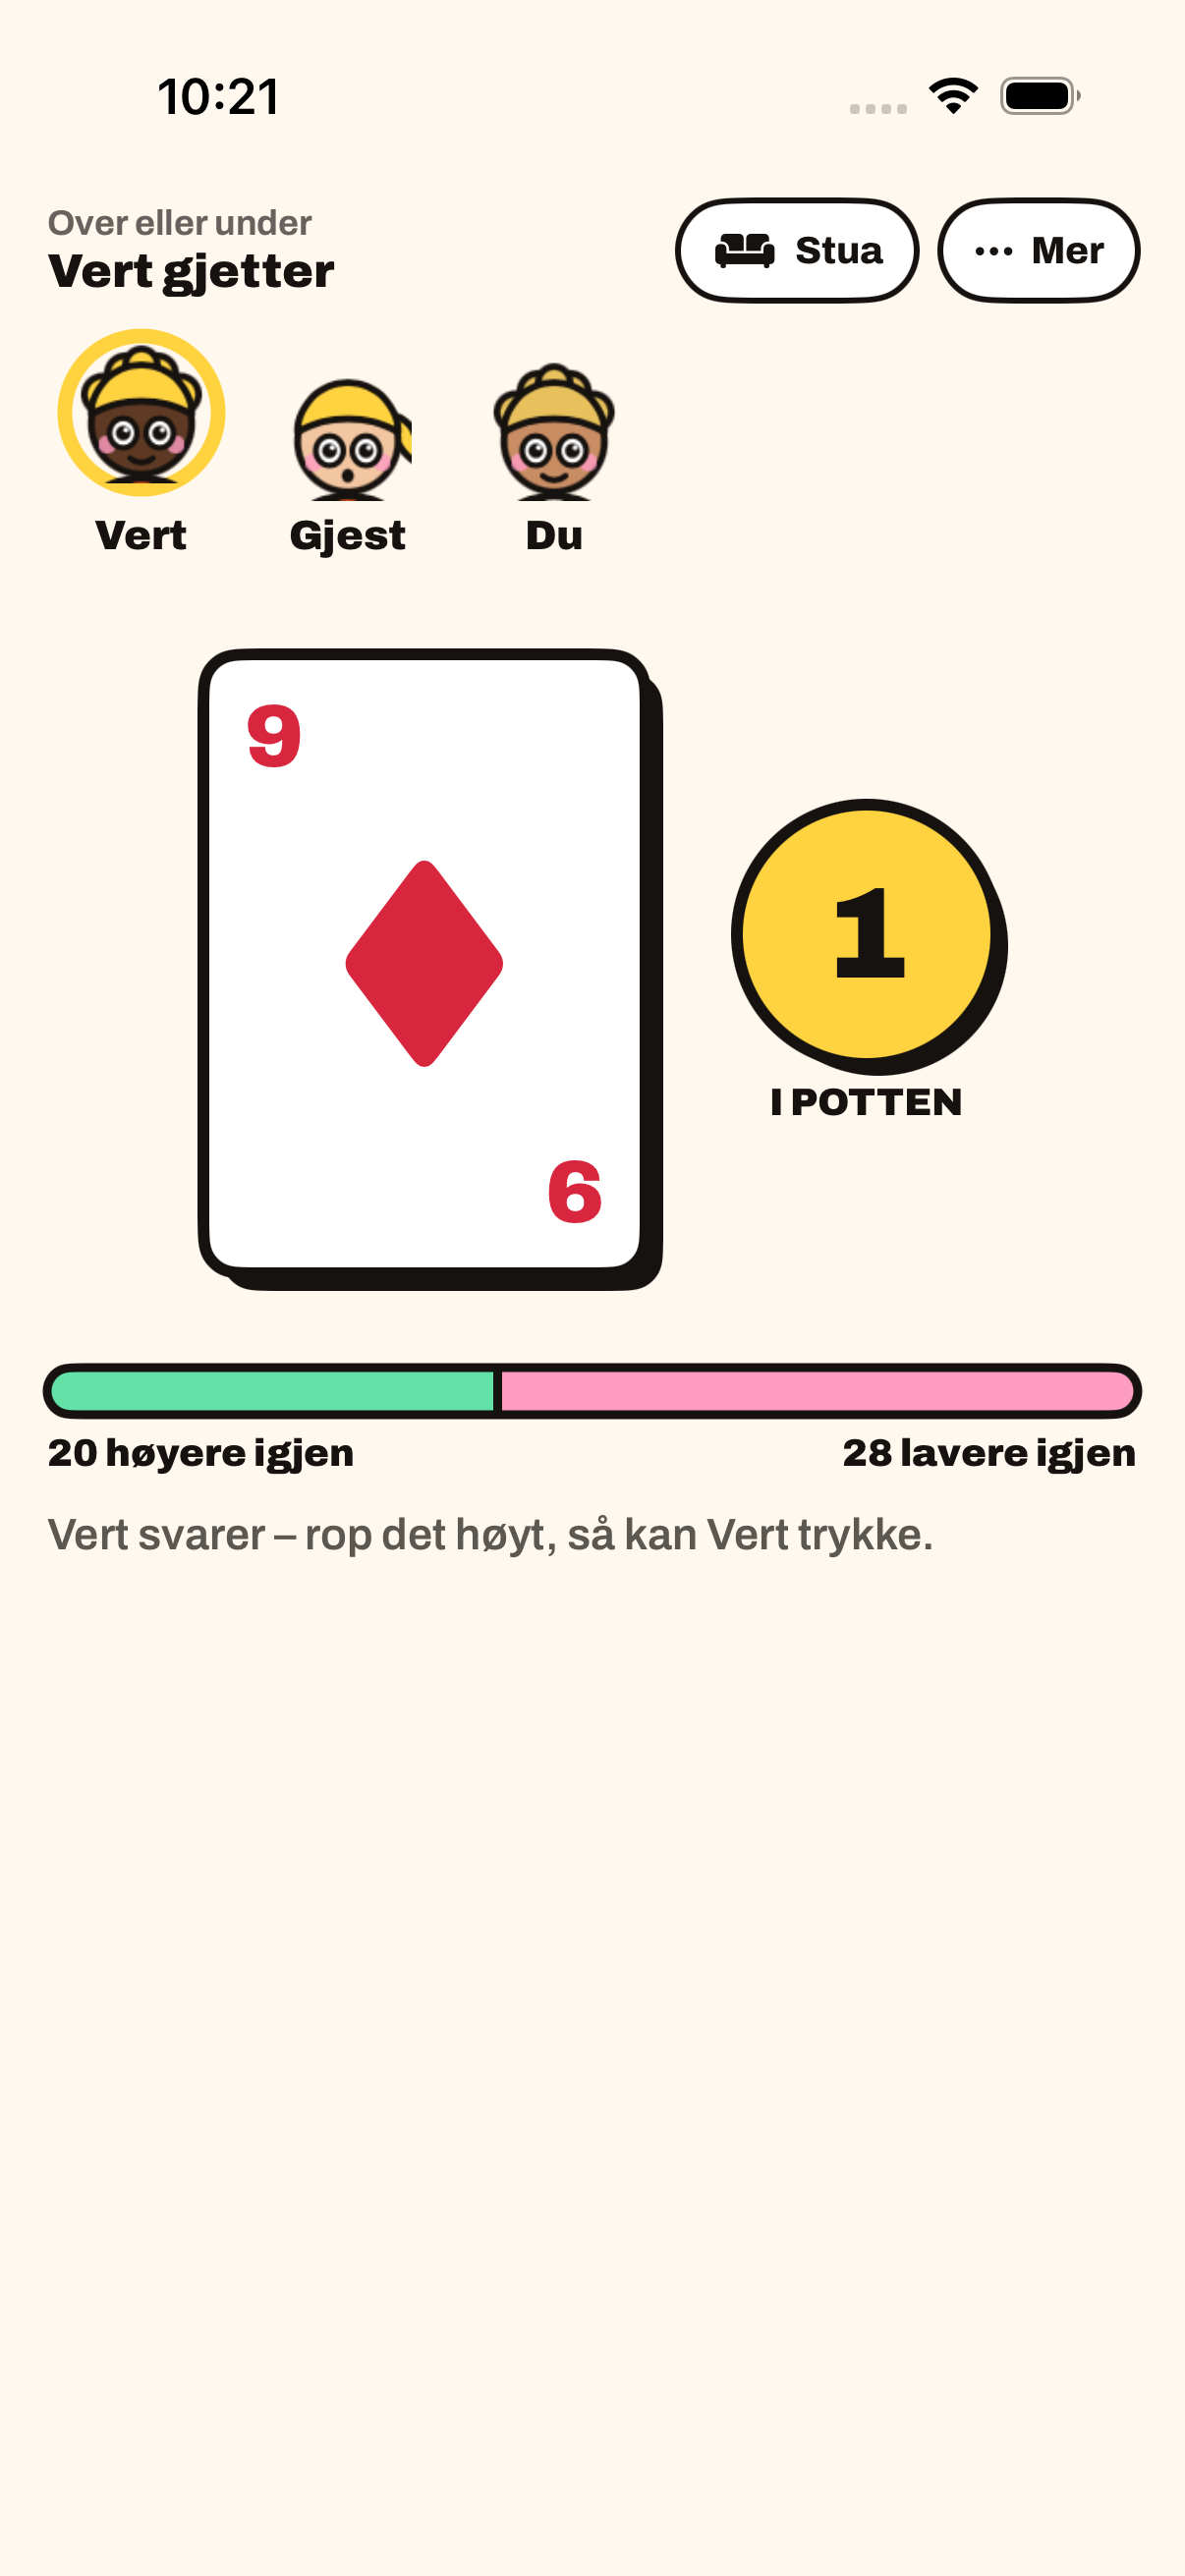 10:21
Over eller under
Vert gjetter
Stua
Mer
Vert
Gjest
Du
9
1
I POTTEN
9
20 høyere igjen
28 lavere igjen
Vert svarer – rop det høyt, så kan Vert trykke.